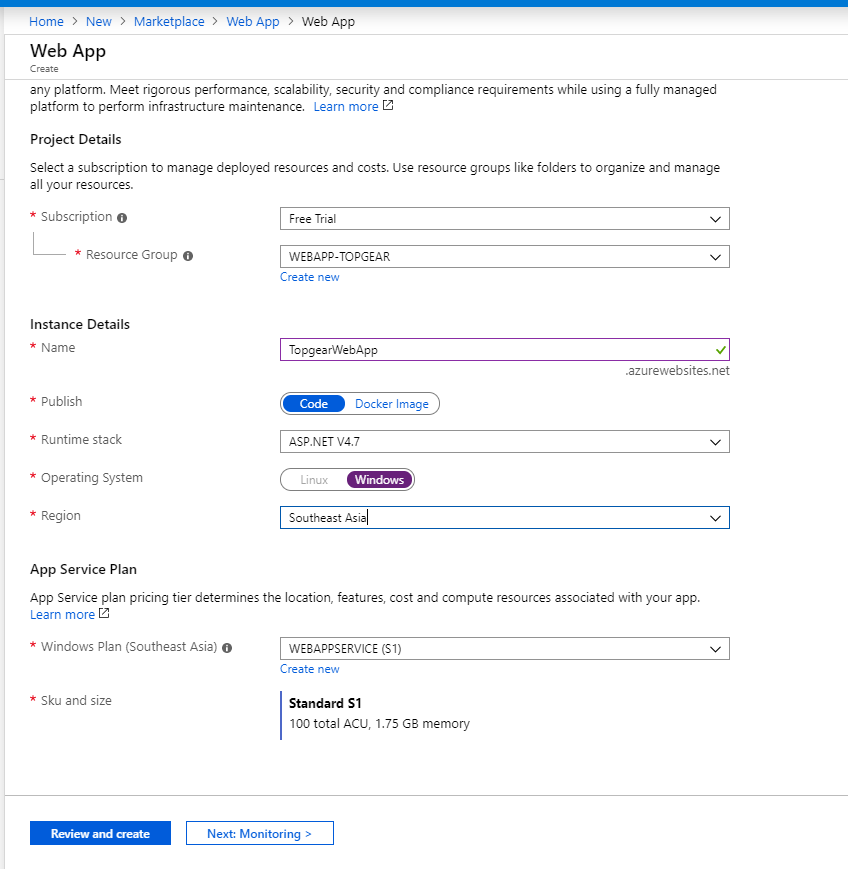 Home > New > Marketplace > Web App > Web App
Web App
Create
any platform. Meet rigorous performance, scalability, security and compliance requirements while using a fully managed
platform to perform infrastructure maintenance. Learn more
Project Details
Select a subscription to manage deployed resources and costs. Use resource groups like folders to organize and manage
all your resources.
* Subscription
Free Trial
* Resource Group
WEBAPP-TOPGEAR
Create new
Instance Details
* Name
TopgearWebApp
.azurewebsites.net
* Publish
Code Docker Image
* Runtime stack
ASP.NET V4.7
* Operating System
Linux Windows
* Region
Southeast Asia
App Service Plan
App Service plan pricing tier determines the location, features, cost and compute resources associated with your app.
Learn more
* Windows Plan (Southeast Asia)
WEBAPPSERVICE (S1)
Create new
* Sku and size
Standard S1
100 total ACU, 1.75 GB memory
Review and create
Next: Monitoring >